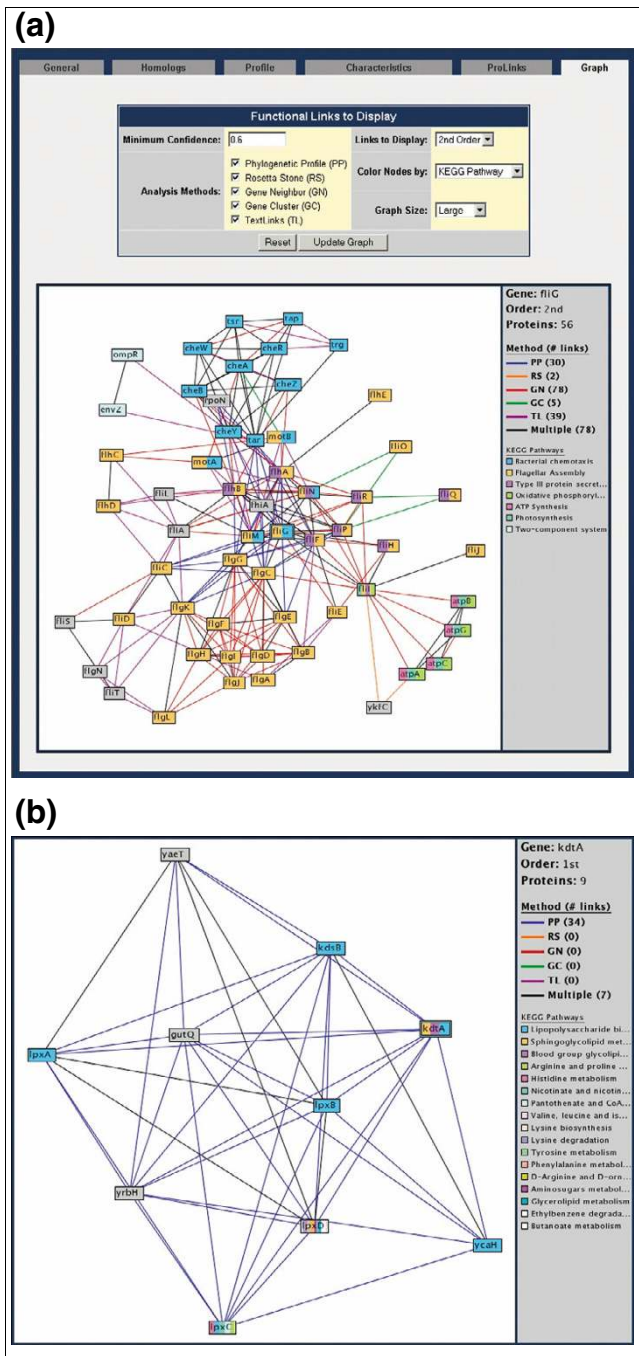 (a)
General Homologs Profile Characteristics ProLinks Graph
Functional Links to Display
Minimum Confidence: 0.6 Links to Display: 2nd Order
Analysis Methods:
Phylogenetic Profile (PP)
Rosetta Stone (RS)
Gene Neighbor (GN)
Gene Cluster (GC)
TextLinks (TL)
Color Nodes by: KEGG Pathway
Graph Size: Large
Reset Update Graph
tsr tap
ompR cheW cheR trg
cheA
cheB cheZ
envZ rpoN flhE
cheY
tar motB
flhC motA fliO
flhA
flhB fliN
flhD fliL fliR fliQ
fhiA
fliA fliP
fliM fliG fliF
fliH fliJ
flgG
fliC flgC
fliI
atpB
flgK
fliS fliD flgE fliE
flgF atpG
flgH flgI flgD flgB atpC
flgN atpA
fliT flgJ flgA
flgL ykfC
Gene: fliG
Order: 2nd
Proteins: 56
Method (# links)
PP (30)
RS (2)
GN (78)
GC (5)
TL (39)
Multiple (78)
KEGG Pathways
Bacterial chemotaxis
Flagellar Assembly
Type III protein secret...
Oxidative phosphoryl...
ATP Synthesis
Photosynthesis
Two-component system
(b)
yaeT
kdsB
gutQ kdtA
lpxA
lpxB
yrbH
lpxD
ycaH
lpxC
Gene: kdtA
Order: 1st
Proteins: 9
Method (# links)
PP (34)
RS (0)
GN (0)
GC (0)
TL (0)
Multiple (7)
KEGG Pathways
Lipopolysaccharide bi...
Sphingoglycolipid met...
Blood group glycolipi...
Arginine and proline ...
Histidine metabolism
Nicotinate and nicotin...
Pantothenate and CoA...
Valine, leucine and is...
Lysine biosynthesis
Lysine degradation
Tyrosine metabolism
Phenylalanine metabol...
D-Arginine and D-orn...
Aminosugars metabol...
Glycerolipid metabolism
Ethylbenzene degrada...
Butanoate metabolism